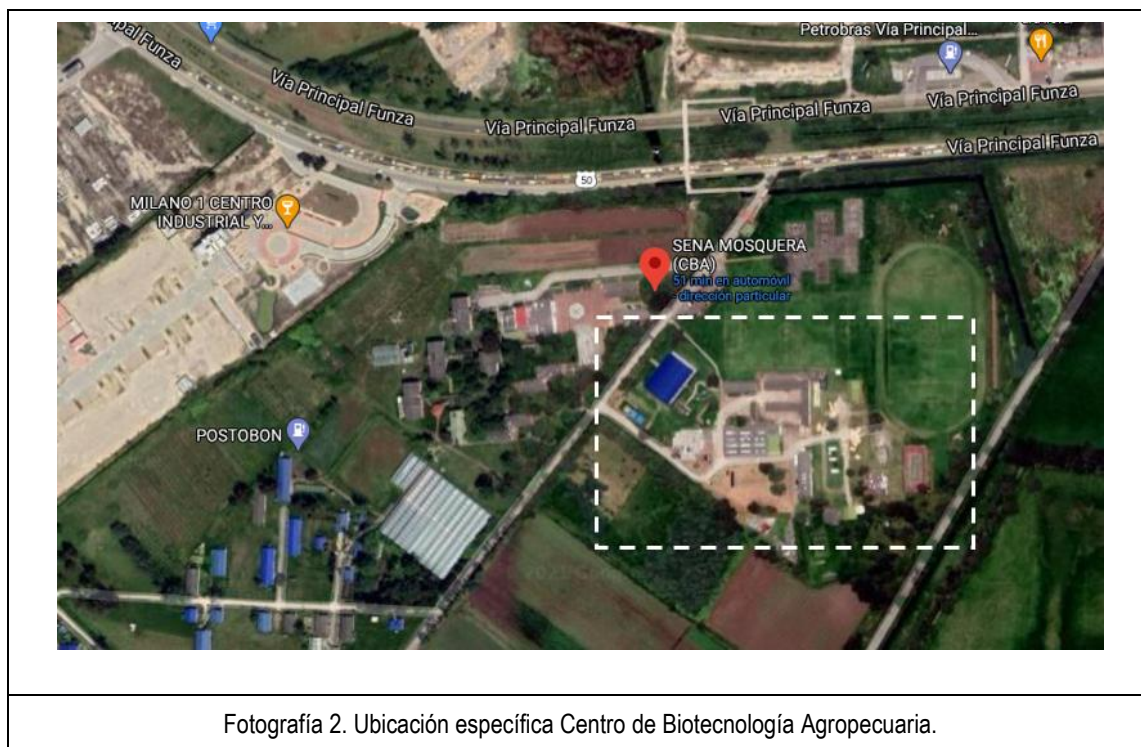 Petrobras Vía Principal...
Vía Principal Funza
Vía Principal Funza
Vía Principal Funza
Vía Principal Funza
Vía Principal Funza
50
MILANO 1 CENTRO
INDUSTRIAL Y...
SENA MOSQUERA
(CBA)
51 min en automóvil
- dirección particular
POSTOBON
Fotografía 2. Ubicación específica Centro de Biotecnología Agropecuaria.